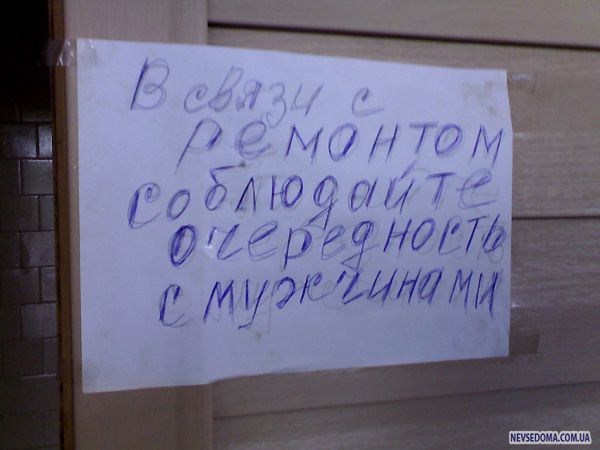 В связи с
ремонтом
соблюдайте
очередность
с мужчинами
NEVSEDOMA.COM.UA